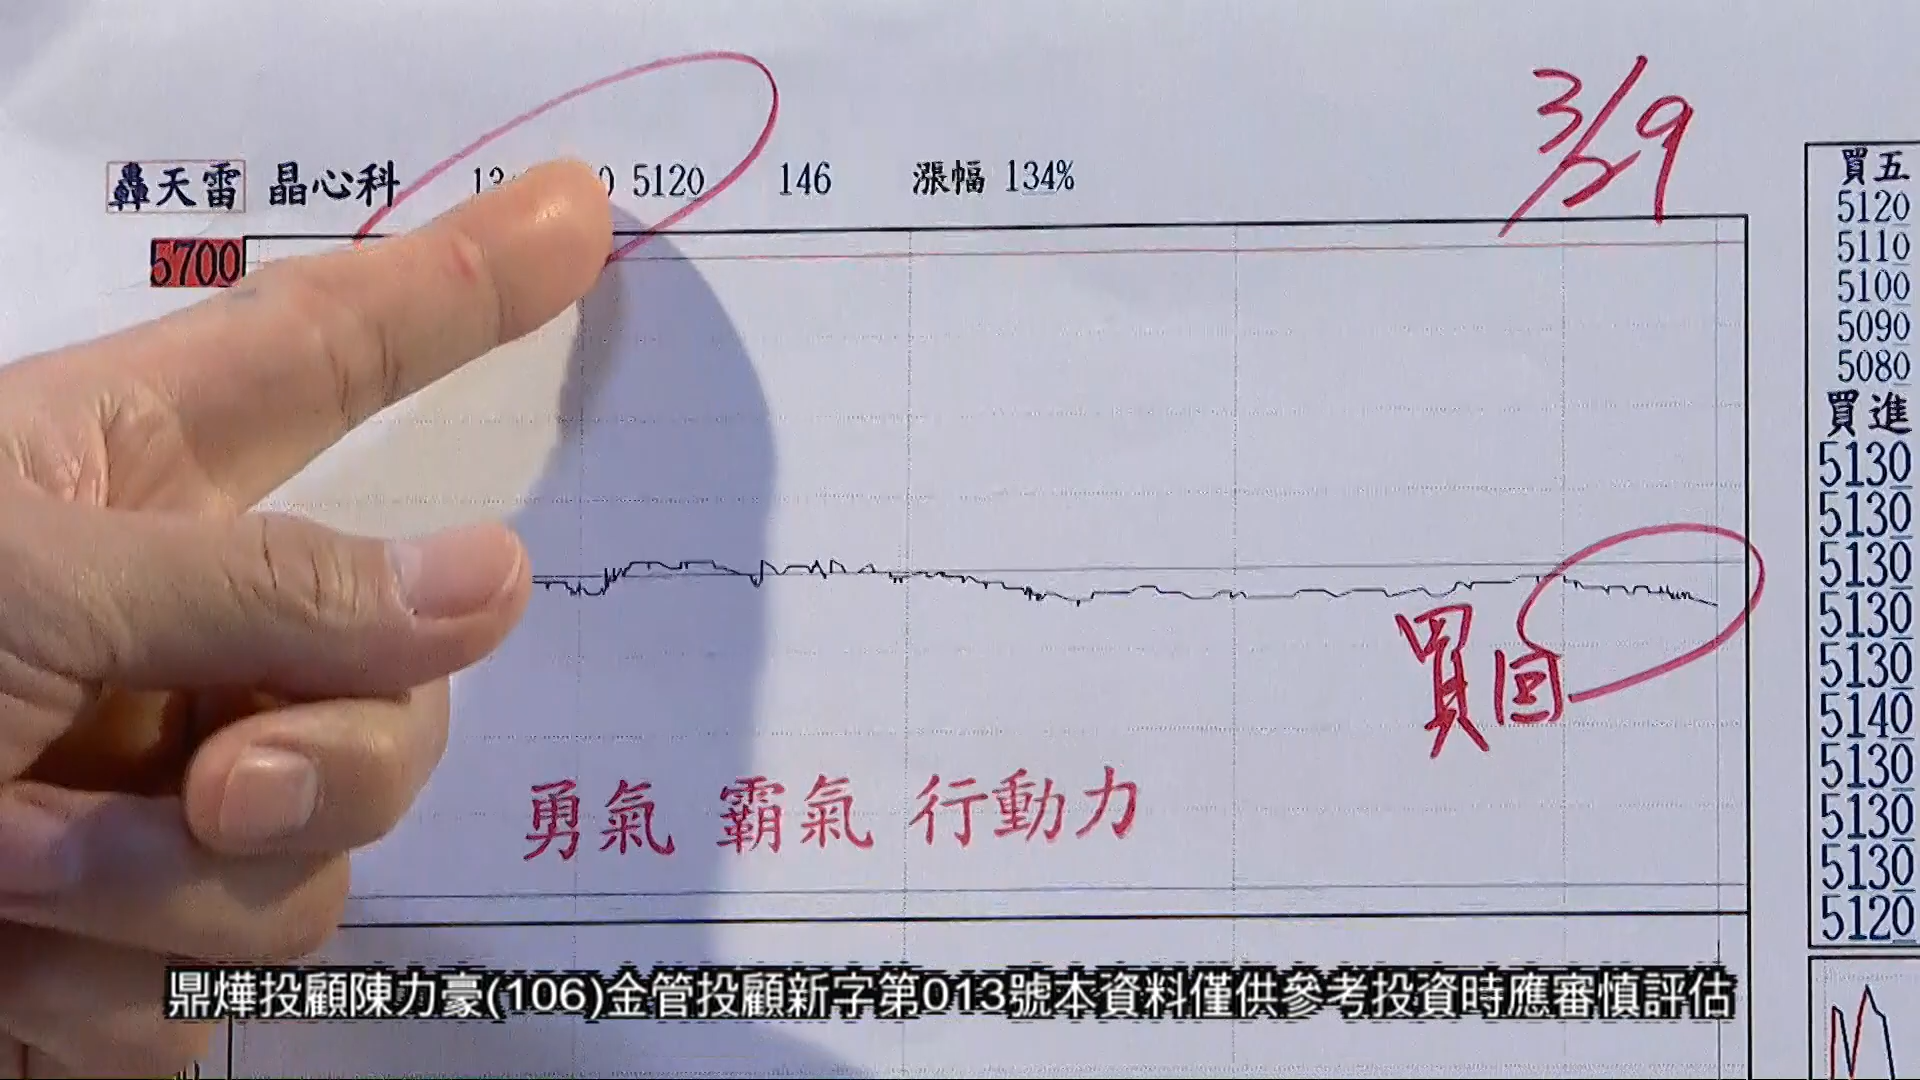 3/29
轟天雷 晶心科 5120 146 漲幅 134%
5700
買五
5120
5110
5100
5090
5080
買進
5130
5130
5130
5130
5130
5140
5130
5130
5130
5120
買回
勇氣 霸氣 行動力
鼎燁投顧陳力豪(106)金管投顧新字第013號本資料僅供參考投資時應審慎評估